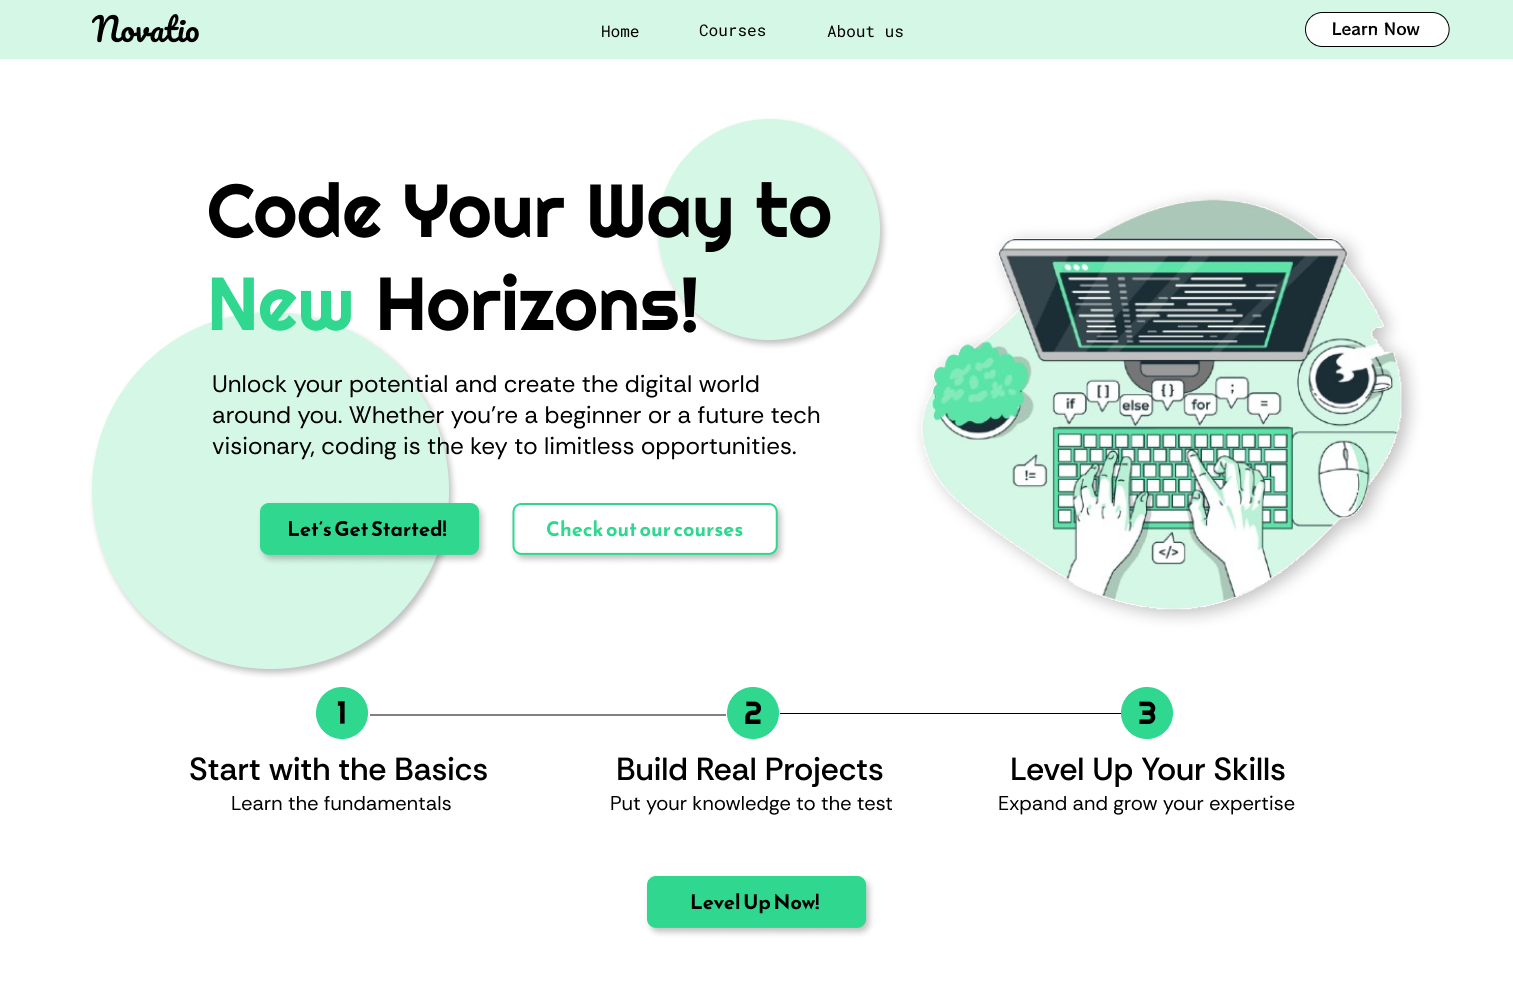 Novatio
Home
Courses
About us
Learn Now
Code Your Way to
New Horizons!
Unlock your potential and create the digital world
around you. Whether you're a beginner or a future tech
visionary, coding is the key to limitless opportunities.
Let's Get Started!
Check out our courses
if
[ ]
else
{ }
for
;
=
!=
</>
1
2
3
Start with the Basics
Build Real Projects
Level Up Your Skills
Learn the fundamentals
Put your knowledge to the test
Expand and grow your expertise
Level Up Now!